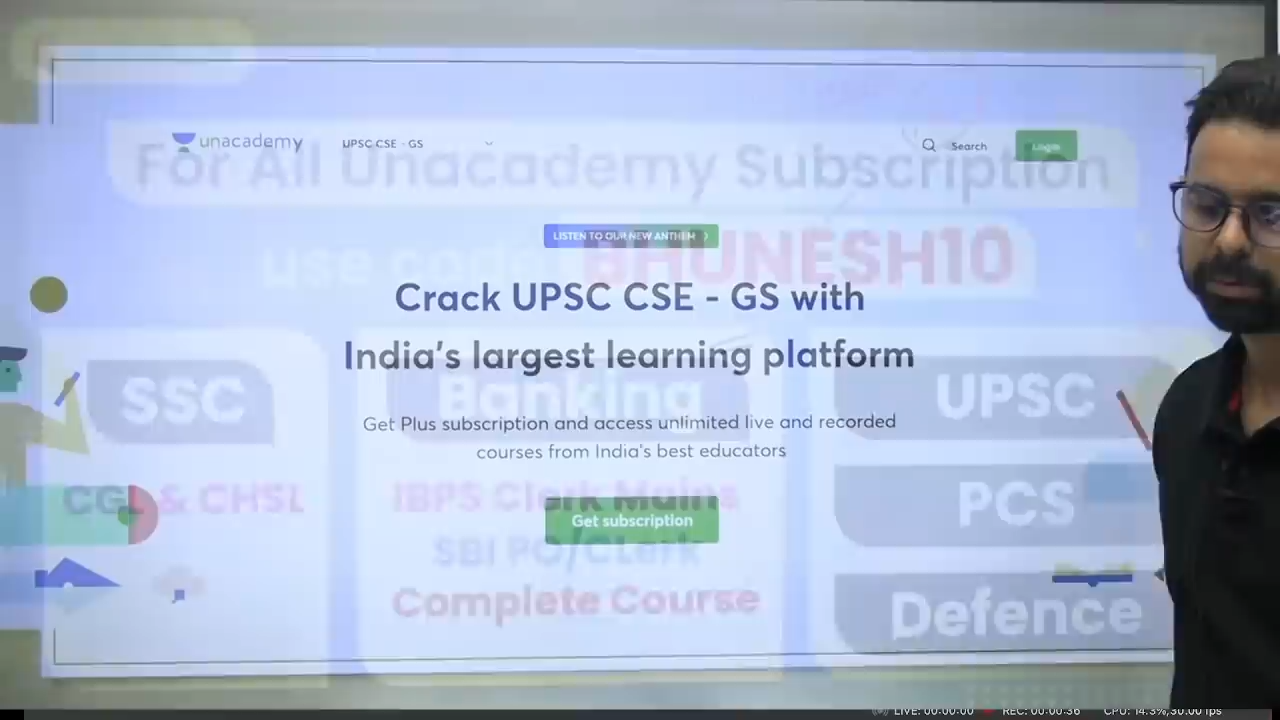 unacademy
UPSC CSE - GS
Search
Login
For All Unacademy Subscription
LISTEN TO OUR NEW ANTHEM
use code BHUNESH10
Crack UPSC CSE - GS with
India's largest learning platform
SSC
Banking
UPSC
Get Plus subscription and access unlimited live and recorded
courses from India's best educators
CGL & CHSL
IBPS Clerk Mains
PCS
Get subscription
SBI PO/CLerk
Complete Course
Defence
LIVE: 00:00:00 REC: 00:00:36 CPU: 14.3%,30.00 fps